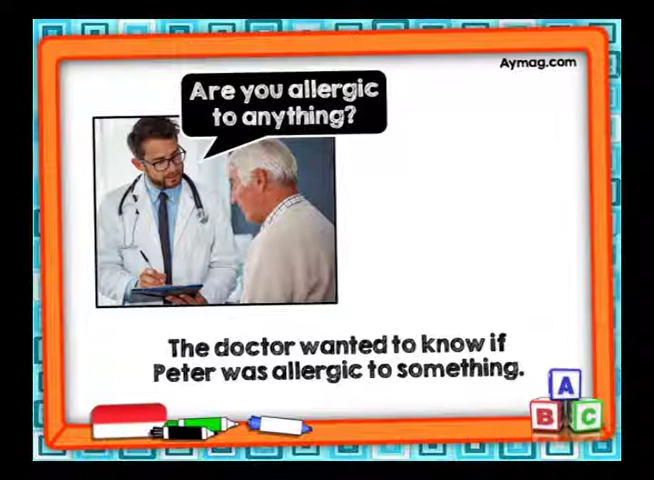 Aymag.com
Are you allergic
to anything?
The doctor wanted to know if
Peter was allergic to something.
A
B C